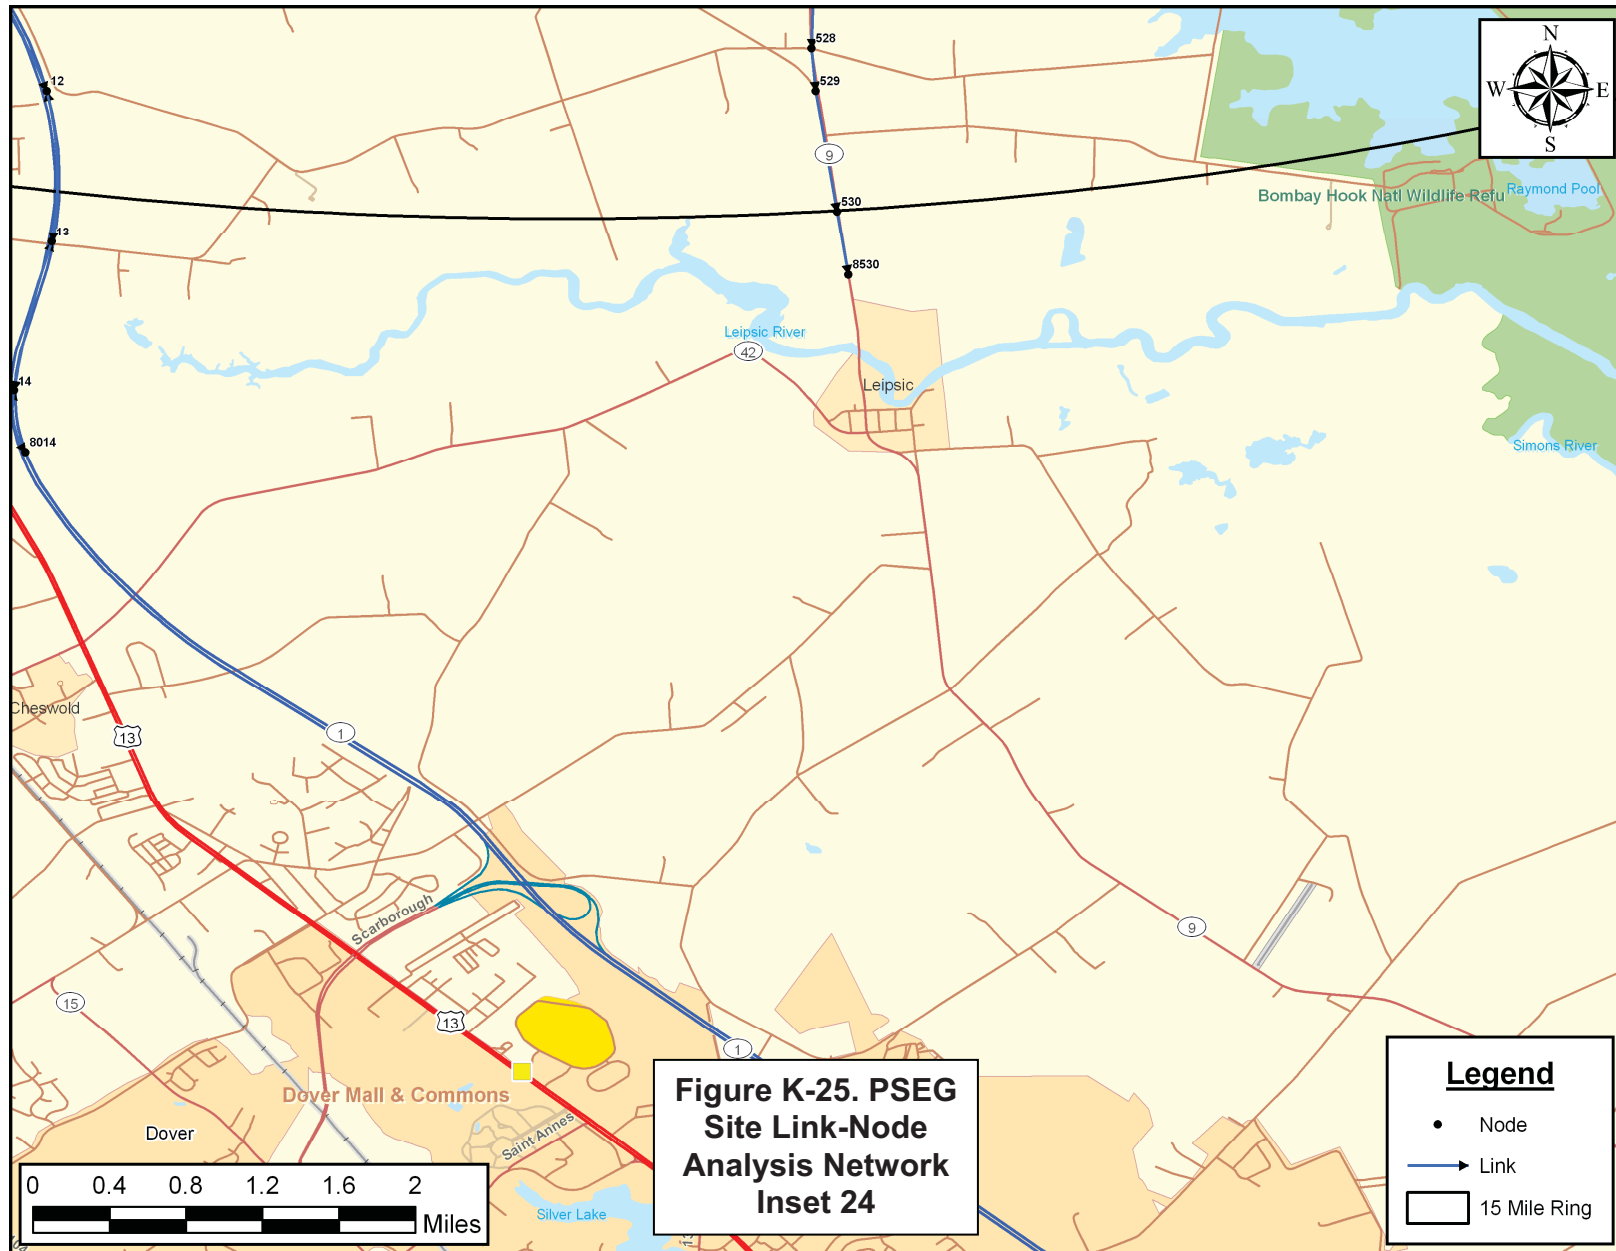 528
12
529
N
W E
S
9
Bombay Hook Natl Wildlife Refu
Raymond Pool
530
13
8530
Leipsic River
42
14
Leipsic
8014
Simons River
Cheswold
13
1
Scarborough
9
15
13
1
Dover Mall & Commons
Saint Annes
Dover
Silver Lake
Figure K-25. PSEG
Site Link-Node
Analysis Network
Inset 24
Legend
Node
Link
15 Mile Ring
0 0.4 0.8 1.2 1.6 2
Miles